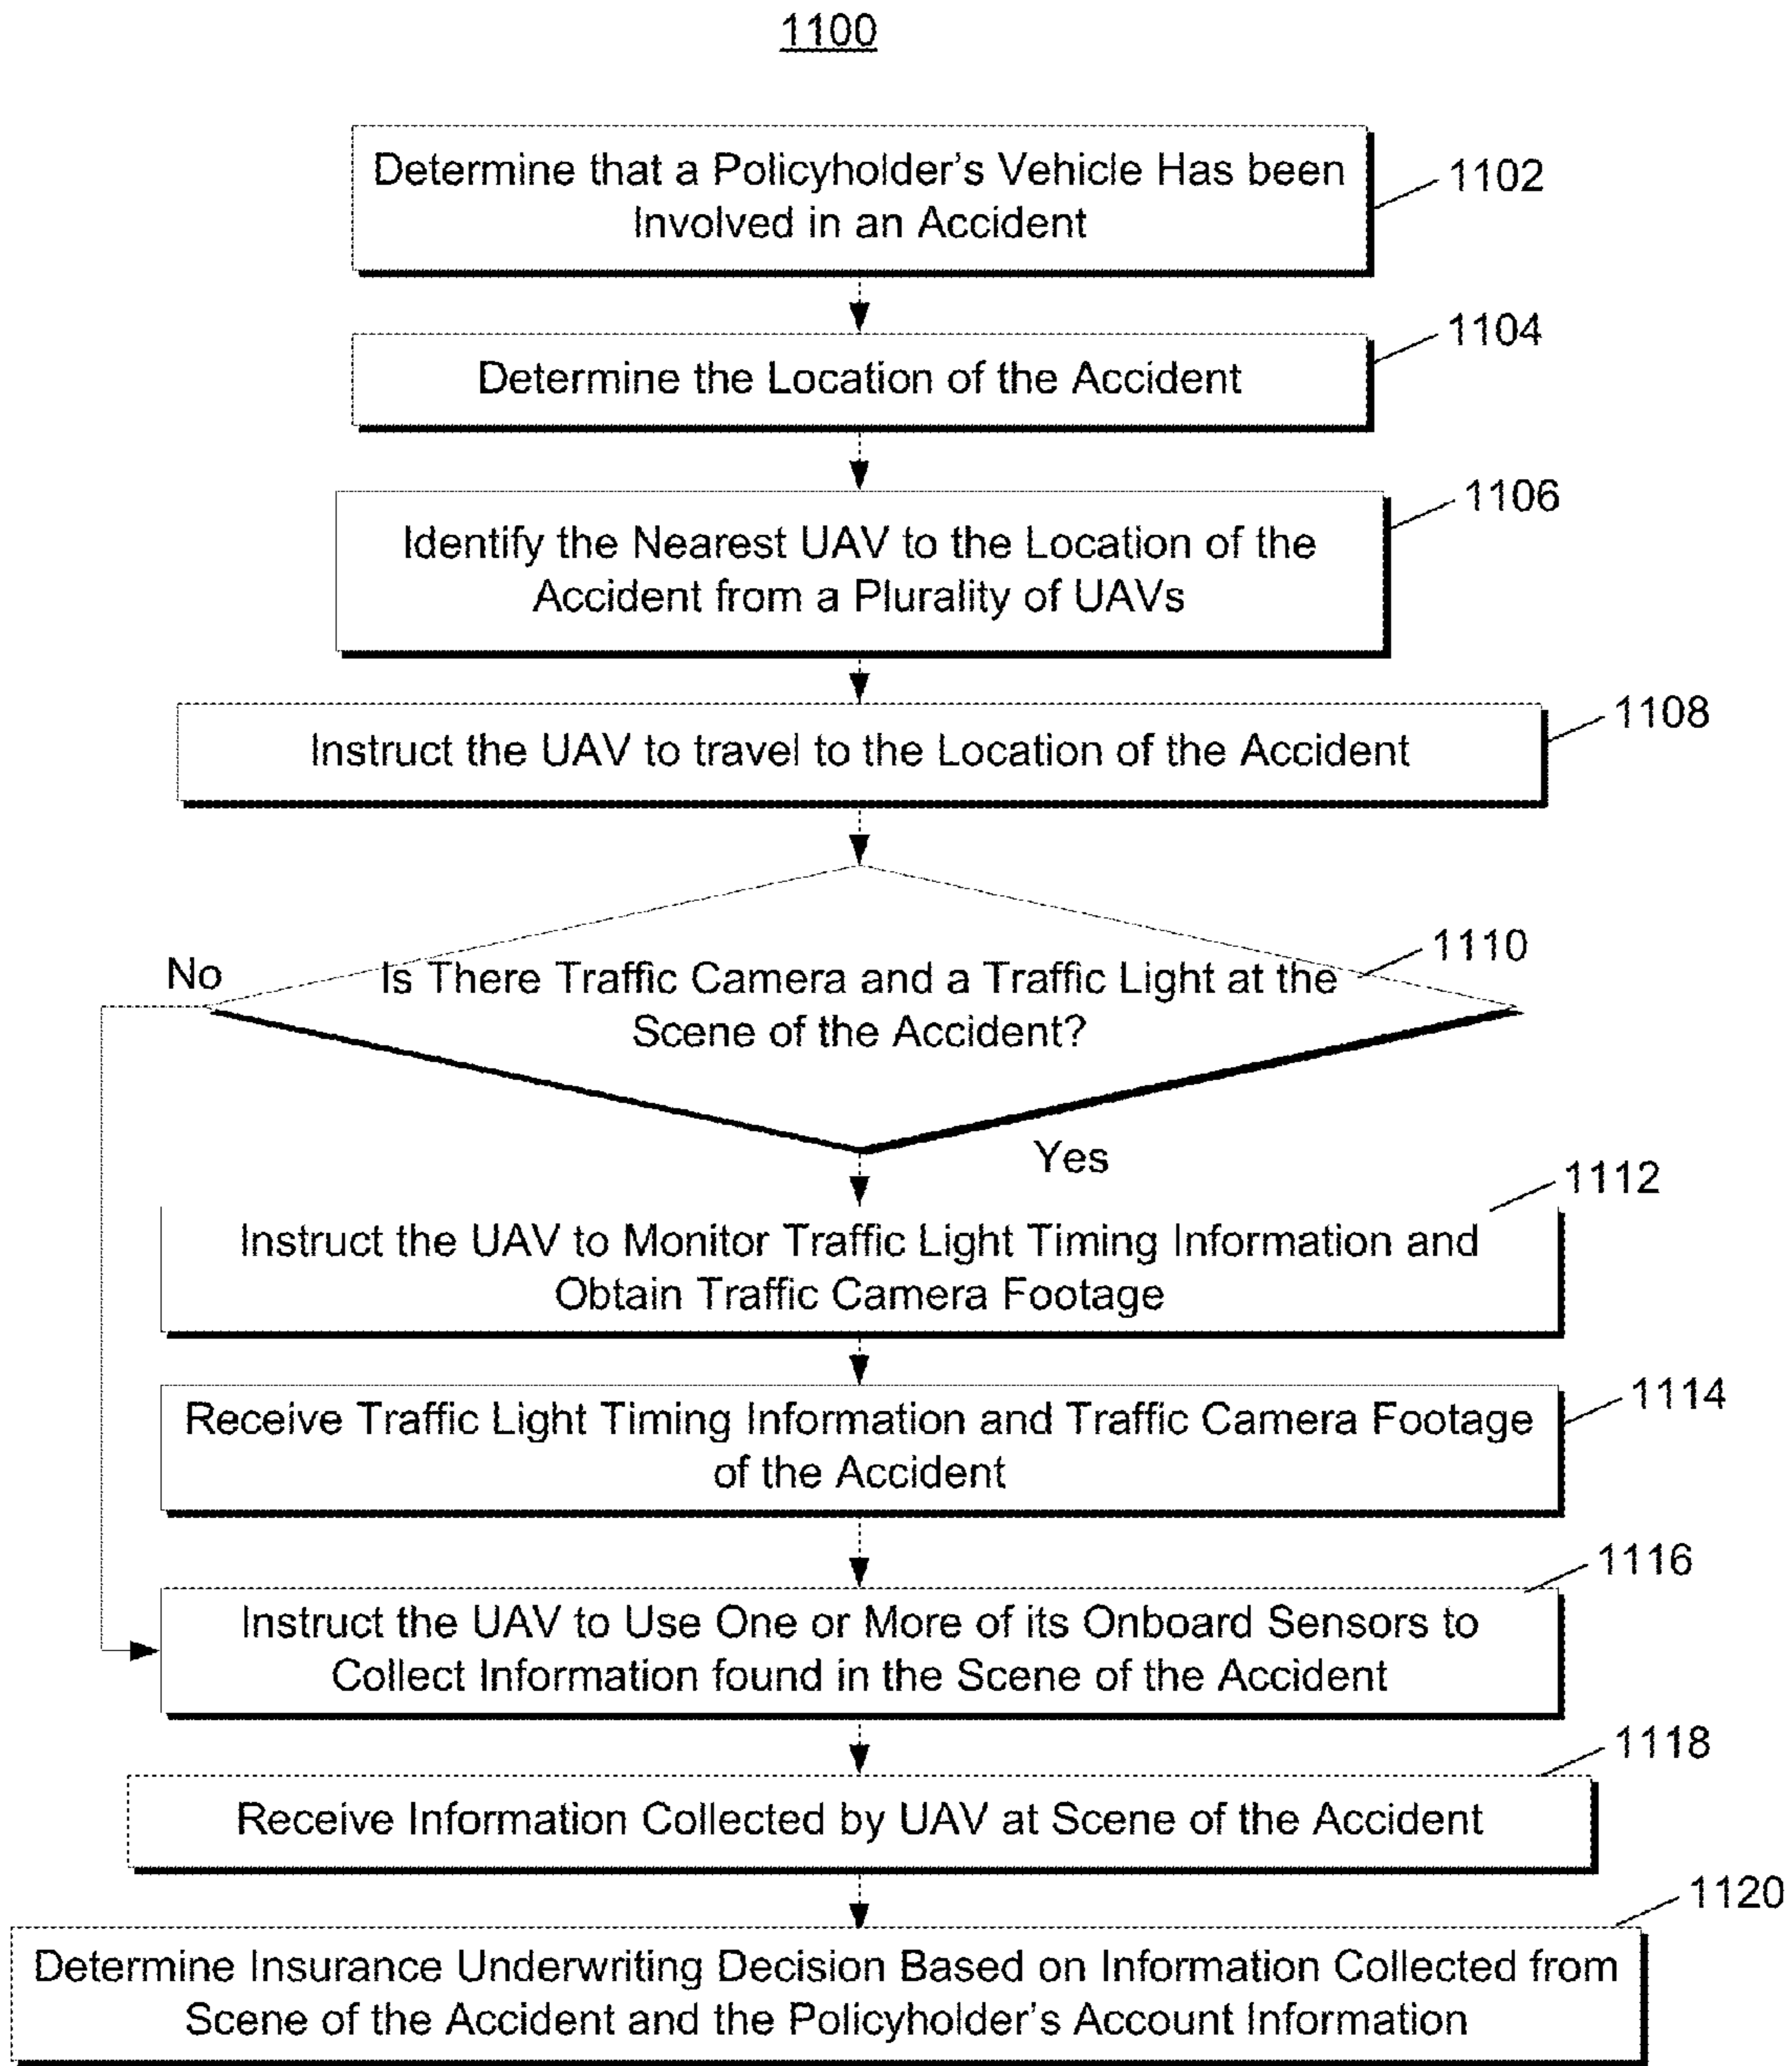 1100
Determine that a Policyholder's Vehicle Has been
Involved in an Accident
1102
Determine the Location of the Accident
1104
Identify the Nearest UAV to the Location of the
Accident from a Plurality of UAVs
1106
Instruct the UAV to travel to the Location of the Accident
1108
Is There Traffic Camera and a Traffic Light at the
Scene of the Accident?
1110
No
Yes
Instruct the UAV to Monitor Traffic Light Timing Information and
Obtain Traffic Camera Footage
1112
Receive Traffic Light Timing Information and Traffic Camera Footage
of the Accident
1114
Instruct the UAV to Use One or More of its Onboard Sensors to
Collect Information found in the Scene of the Accident
1116
Receive Information Collected by UAV at Scene of the Accident
1118
Determine Insurance Underwriting Decision Based on Information Collected from
Scene of the Accident and the Policyholder's Account Information
1120